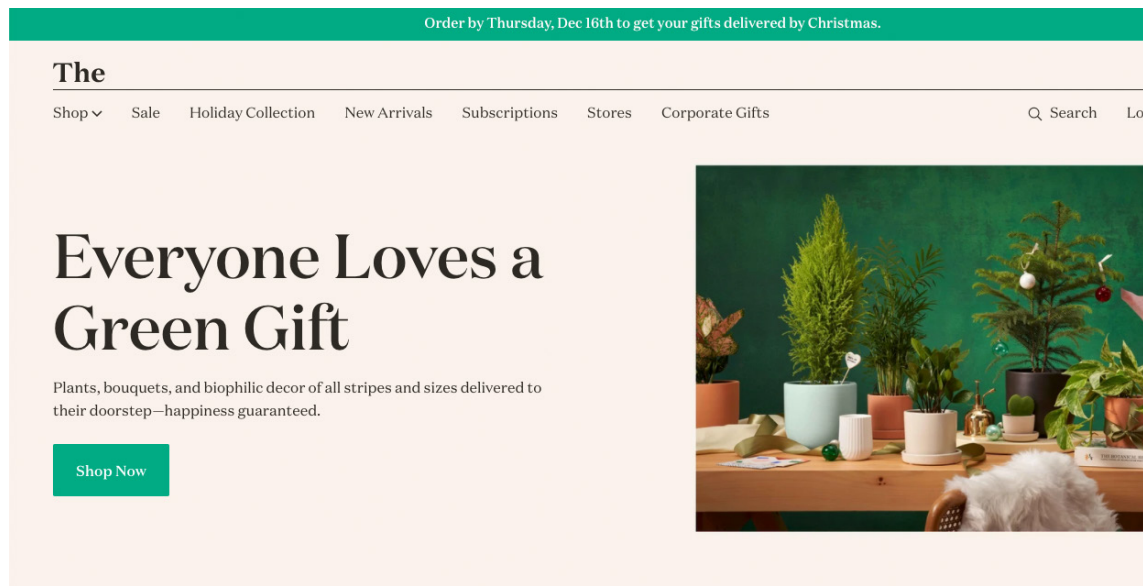 Order by Thursday, Dec 16th to get your gifts delivered by Christmas.
The
Shop Sale Holiday Collection New Arrivals Subscriptions Stores Corporate Gifts Search Lo
Everyone Loves a
Green Gift
Plants, bouquets, and biophilic decor of all stripes and sizes delivered to
their doorstep—happiness guaranteed.
Shop Now